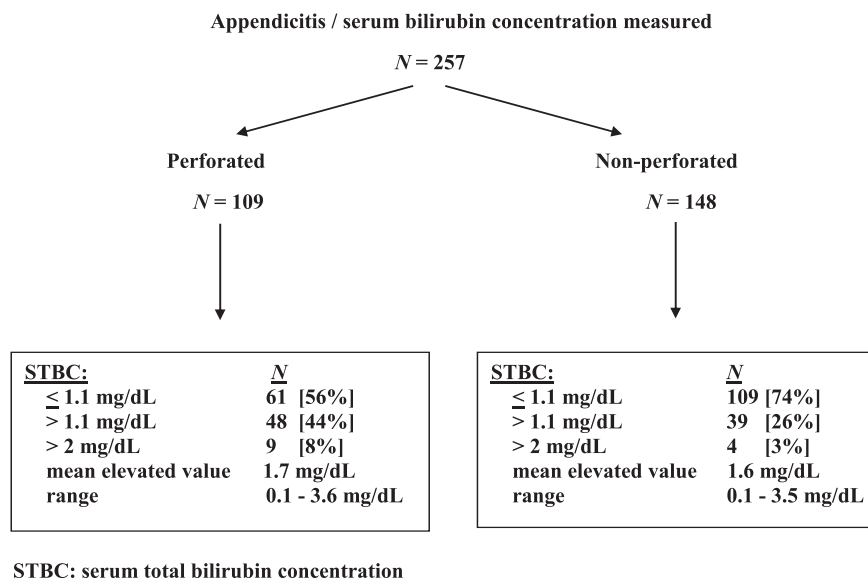 Appendicitis / serum bilirubin concentration measured
N = 257
Perforated
N = 109
Non-perforated
N = 148
STBC: N
≤ 1.1 mg/dL 61 [56%]
> 1.1 mg/dL 48 [44%]
> 2 mg/dL 9 [8%]
mean elevated value 1.7 mg/dL
range 0.1 - 3.6 mg/dL
STBC: N
≤ 1.1 mg/dL 109 [74%]
> 1.1 mg/dL 39 [26%]
> 2 mg/dL 4 [3%]
mean elevated value 1.6 mg/dL
range 0.1 - 3.5 mg/dL
STBC: serum total bilirubin concentration